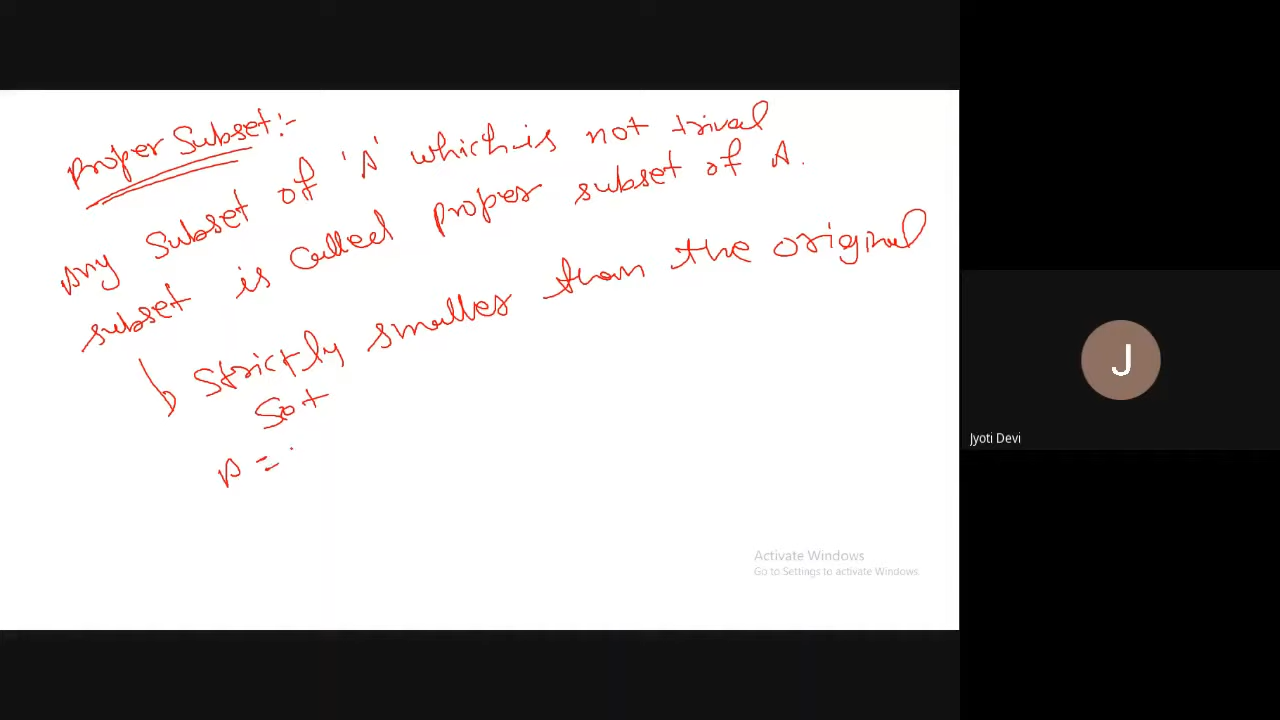 Proper Subset:-
Any Subset of 'A' which is not trival
subset is called proper subset of A.
Strictly smaller than the original
Set
A =
Activate Windows
Go to Settings to activate Windows.
J
Jyoti Devi